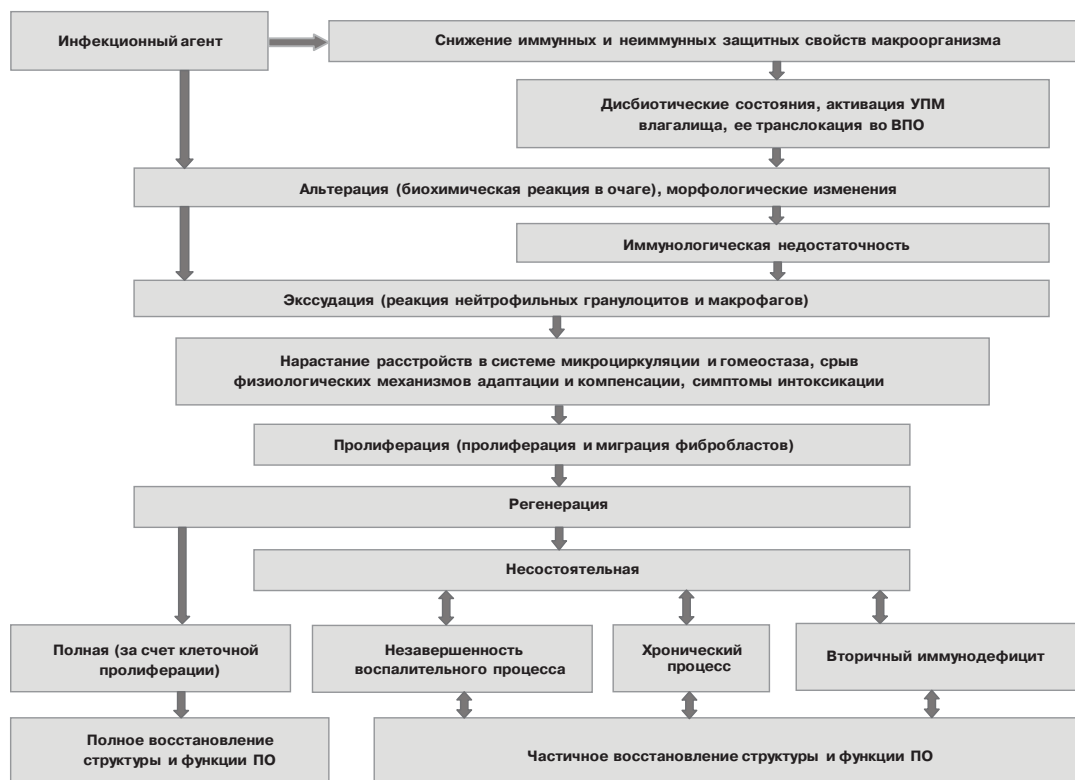 Инфекционный агент
Снижение иммунных и неиммунных защитных свойств макроорганизма
Дисбиотические состояния, активация УПМ
влагалища, ее транслокация во ВПО
Альтерация (биохимическая реакция в очаге), морфологические изменения
Иммунологическая недостаточность
Экссудация (реакция нейтрофильных гранулоцитов и макрофагов)
Нарастание расстройств в системе микроциркуляции и гомеостаза, срыв
физиологических механизмов адаптации и компенсации, симптомы интоксикации
Пролиферация (пролиферация и миграция фибробластов)
Регенерация
Несостоятельная
Полная (за счет клеточной
пролиферации)
Незавершенность
воспалительного процесса
Хронический
процесс
Вторичный иммунодефицит
Полное восстановление
структуры и функции ПО
Частичное восстановление структуры и функции ПО